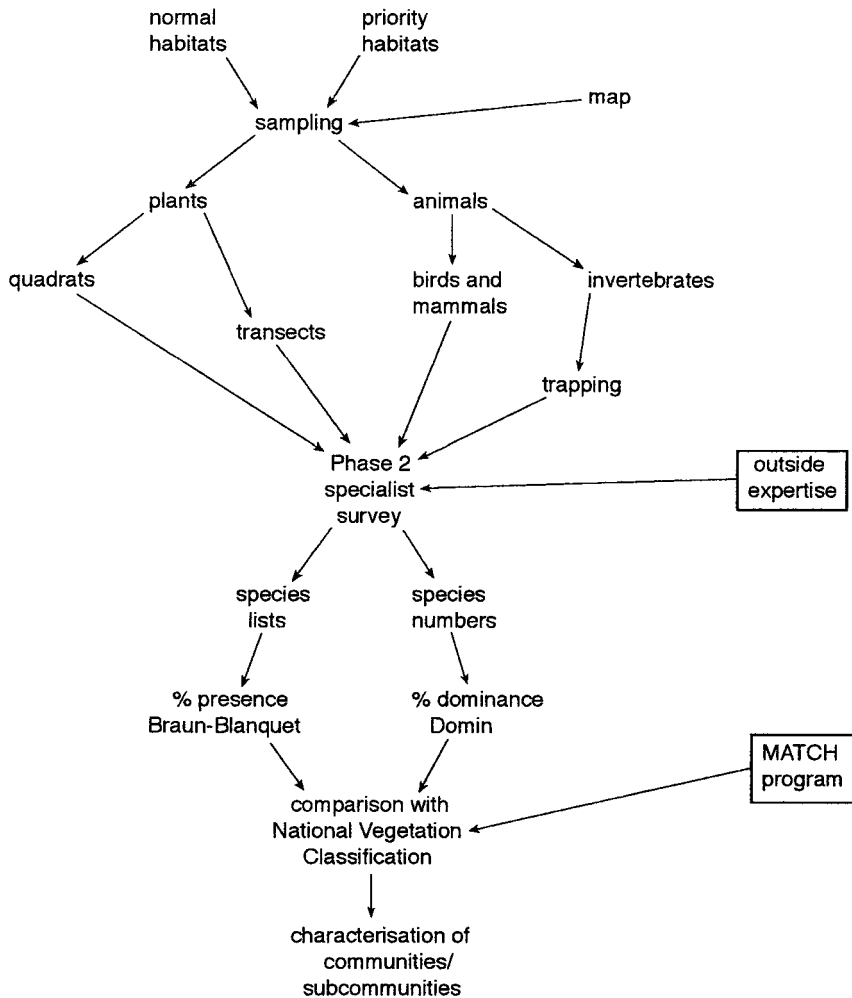 normal
habitats
priority
habitats
map
sampling
plants
animals
quadrats
birds and
mammals
invertebrates
transects
trapping
Phase 2
specialist
survey
outside
expertise
species
lists
species
numbers
% presence
Braun-Blanquet
% dominance
Domin
MATCH
program
comparison with
National Vegetation
Classification
characterisation of
communities/
subcommunities